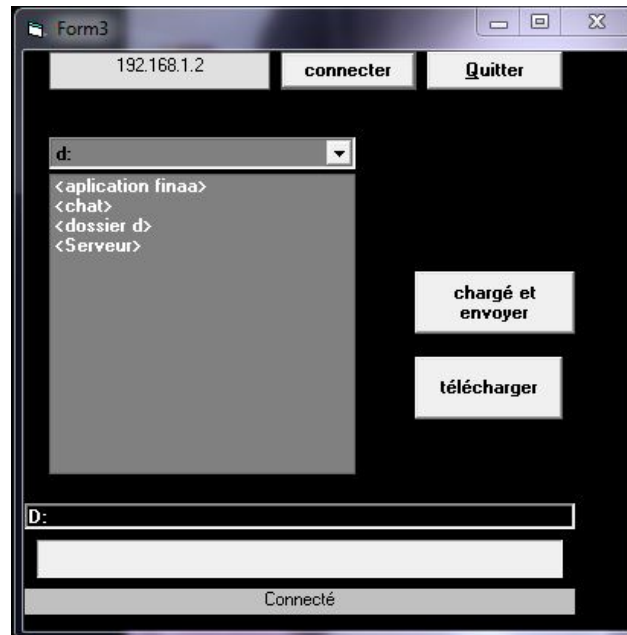 Form3
192.168.1.2
connecter
Quitter
d:
<aplication finaa>
<chat>
<dossier d>
<Serveur>
chargé et
envoyer
télécharger
D:
Connecté